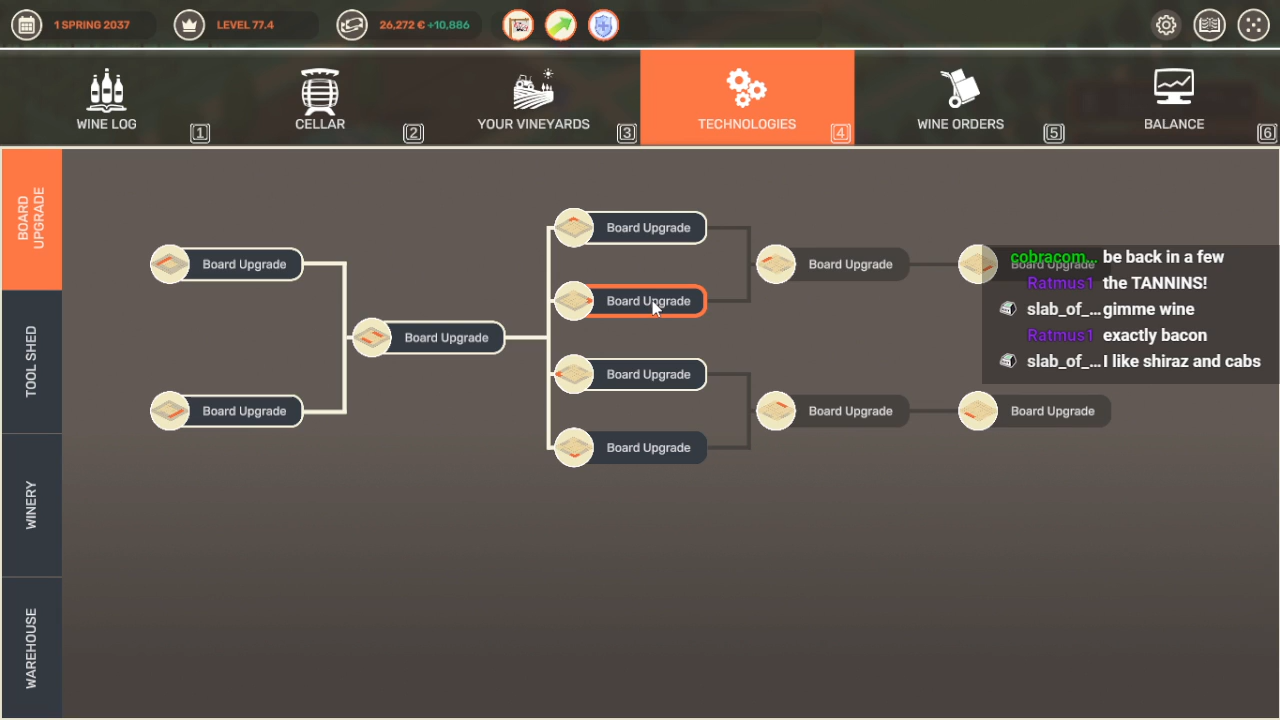 1 SPRING 2037
LEVEL 77.4
26,272 € +10,886
WINE LOG
1
CELLAR
2
YOUR VINEYARDS
3
TECHNOLOGIES
4
WINE ORDERS
5
BALANCE
6
BOARD
UPGRADE
TOOL SHED
WINERY
WAREHOUSE
Board Upgrade
Board Upgrade
Board Upgrade
Board Upgrade
Board Upgrade
Board Upgrade
Board Upgrade
Board Upgrade
Board Upgrade
Board Upgrade
Board Upgrade
cobracom... be back in a few
Ratmus1 the TANNINS!
slab_of_... gimme wine
Ratmus1 exactly bacon
slab_of_... I like shiraz and cabs